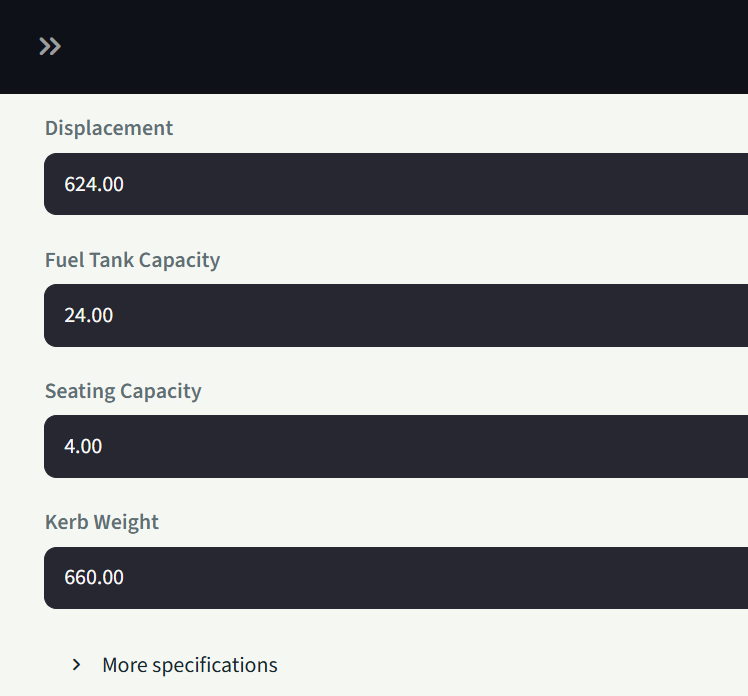 Displacement
624.00
Fuel Tank Capacity
24.00
Seating Capacity
4.00
Kerb Weight
660.00
More specifications